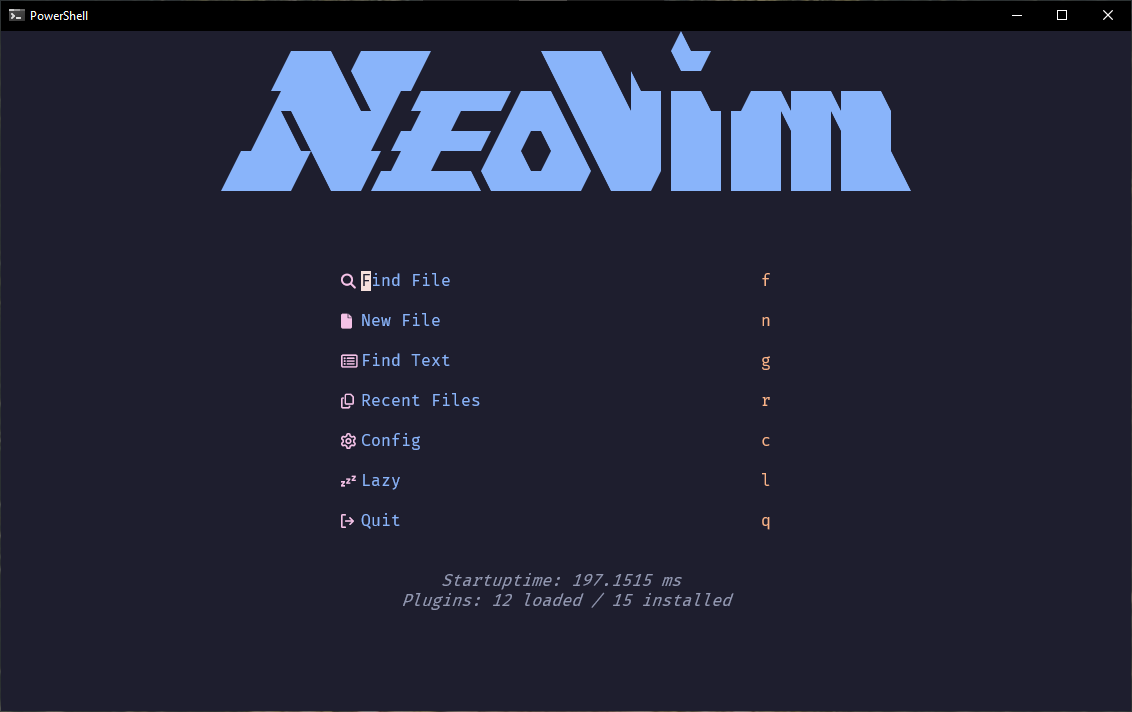 PowerShell
NEOVIM
Find File f
New File n
Find Text g
Recent Files r
Config c
Lazy l
Quit q
Startuptime: 197.1515 ms
Plugins: 12 loaded / 15 installed